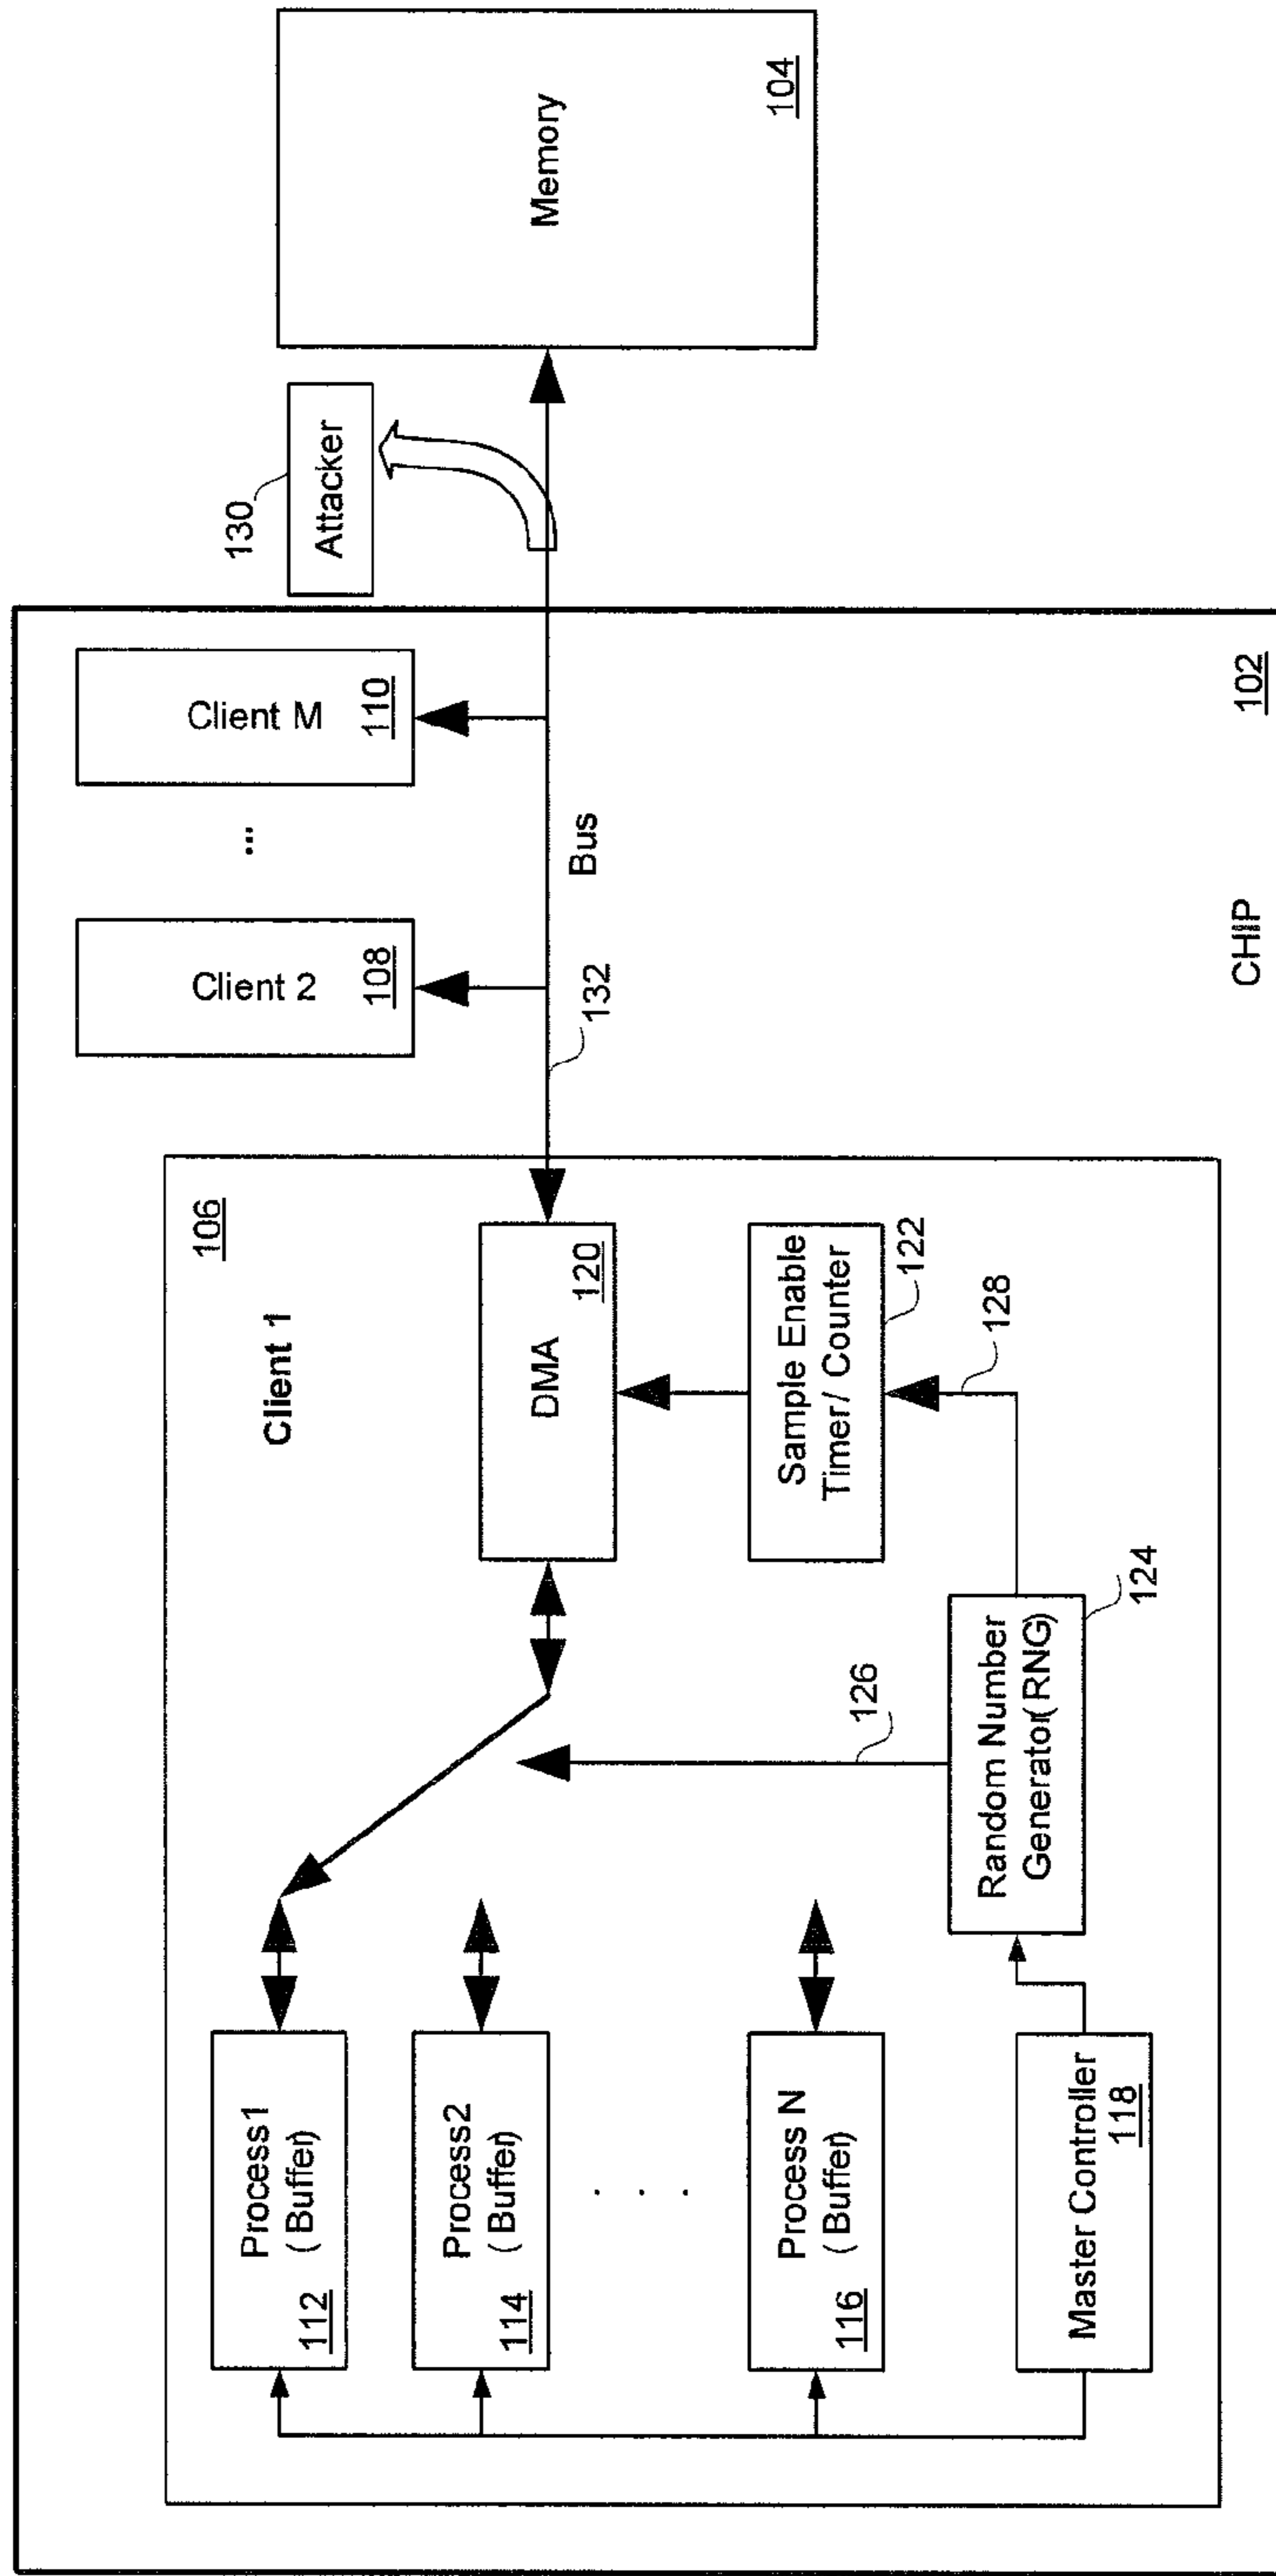 CHIP
102
Client 1
106
Process1
( Buffer)
112
Process2
( Buffer)
114
. . .
Process N
( Buffer)
116
Master Controller
118
Random Number
Generator( RNG)
124
126
128
DMA
120
Sample Enable
Timer/ Counter
122
132
Bus
Client 2
108
...
Client M
110
130
Attacker
Memory
104